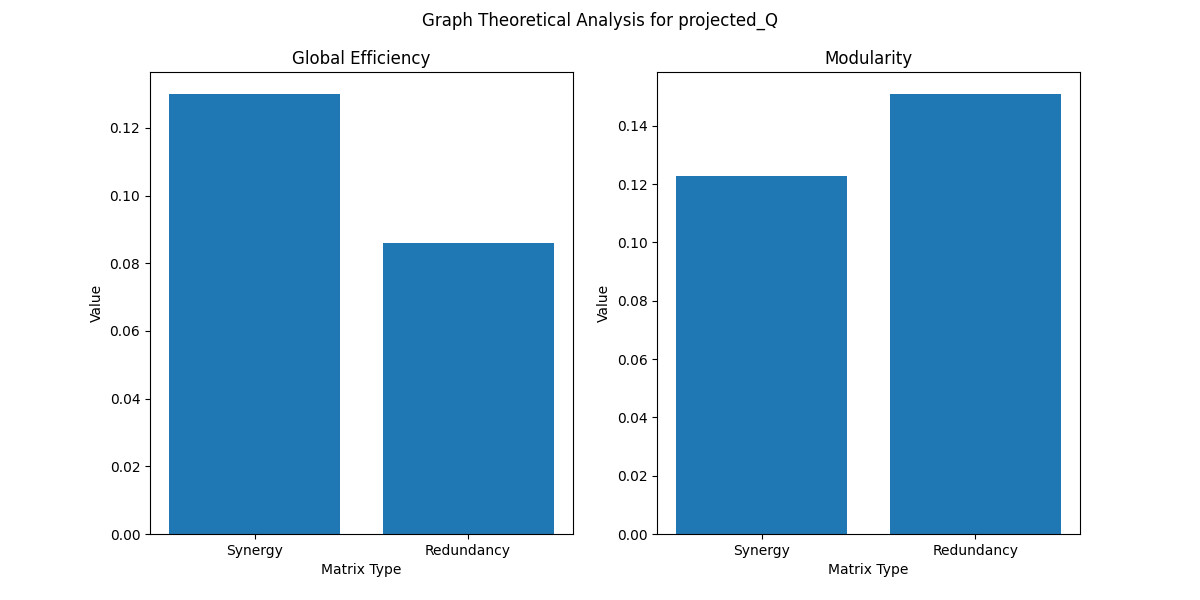 Graph Theoretical Analysis for projected_Q
Global Efficiency
0.12
0.10
0.08
0.06
0.04
0.02
0.00
Value
Synergy
Redundancy
Matrix Type
Modularity
0.14
0.12
0.10
0.08
0.06
0.04
0.02
0.00
Value
Synergy
Redundancy
Matrix Type